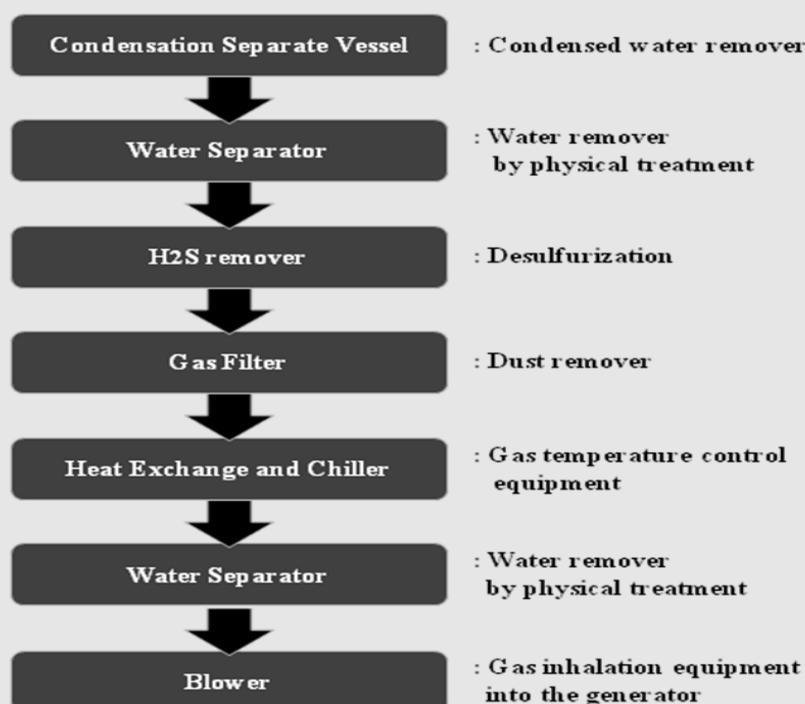 Condensation Separate Vessel
: Condensed water remover
Water Separator
: Water remover
by physical treatment
H2S remover
: Desulfurization
Gas Filter
: Dust remover
Heat Exchange and Chiller
: Gas temperature control
equipment
Water Separator
: Water remover
by physical treatment
Blower
: Gas inhalation equipment
into the generator